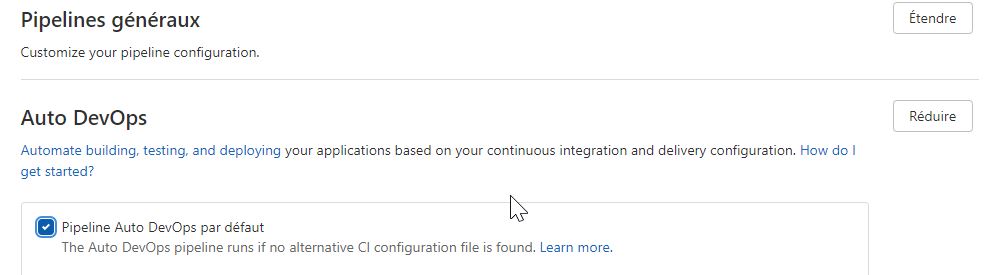 Pipelines généraux
Étendre
Customize your pipeline configuration.
Auto DevOps
Réduire
Automate building, testing, and deploying your applications based on your continuous integration and delivery configuration. How do I
get started?
Pipeline Auto DevOps par défaut
The Auto DevOps pipeline runs if no alternative CI configuration file is found. Learn more.